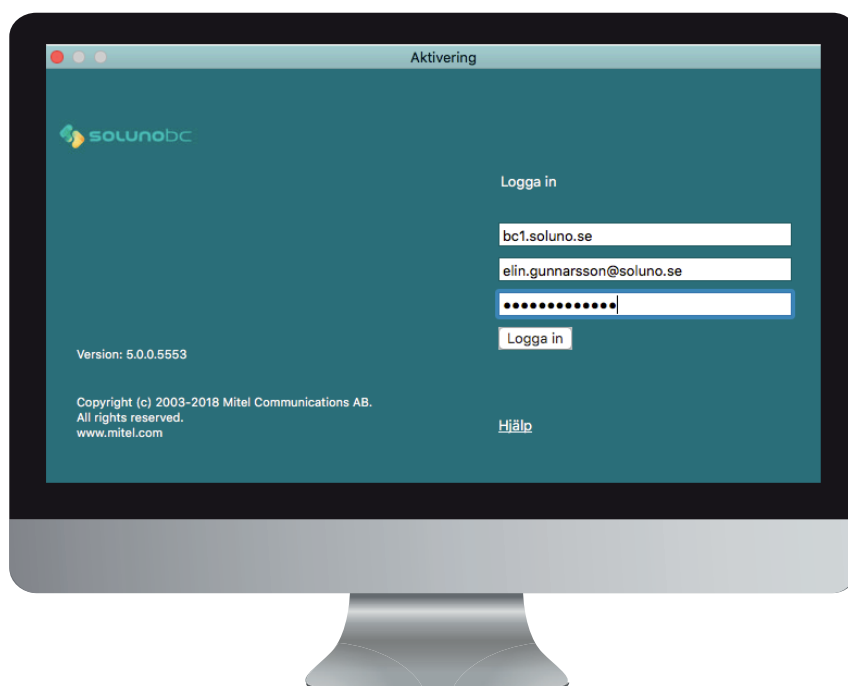 Aktivering
solunobc
Logga in
bc1.soluno.se
elin.gunnarsson@soluno.se
•••••••••••••
Logga in
Version: 5.0.0.5553
Copyright (c) 2003-2018 Mitel Communications AB.
All rights reserved.
www.mitel.com
Hjälp